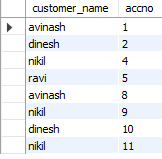 customer_name accno
avinash 1
dinesh 2
nikil 4
ravi 5
avinash 8
nikil 9
dinesh 10
nikil 11